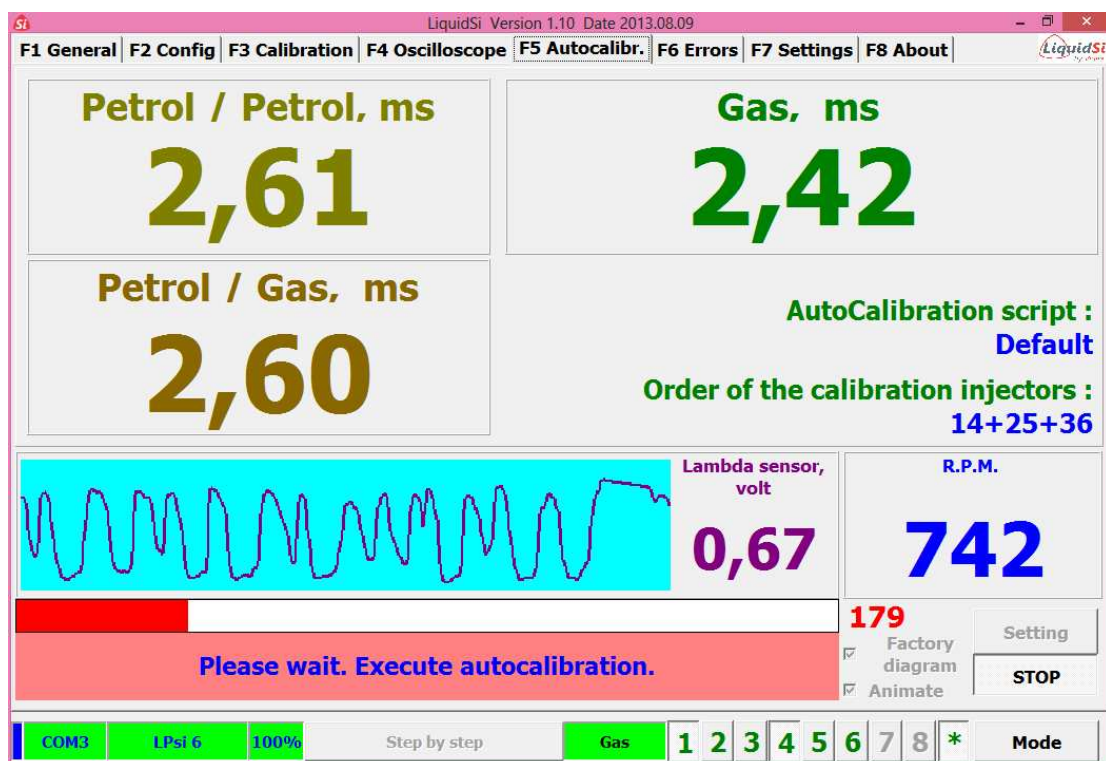 Si
LiquidSi Version 1.10 Date 2013.08.09
F1 General F2 Config F3 Calibration F4 Oscilloscope F5 Autocalibr. F6 Errors F7 Settings F8 About
LiquidSi
Petrol / Petrol, ms
2,61
Gas, ms
2,42
Petrol / Gas, ms
2,60
AutoCalibration script :
Default
Order of the calibration injectors :
14+25+36
Lambda sensor,
volt
0,67
R.P.M.
742
179
Factory
diagram
Animate
Setting
STOP
Please wait. Execute autocalibration.
COM3 LPsi 6 100% Step by step Gas 1 2 3 4 5 6 7 8 * Mode